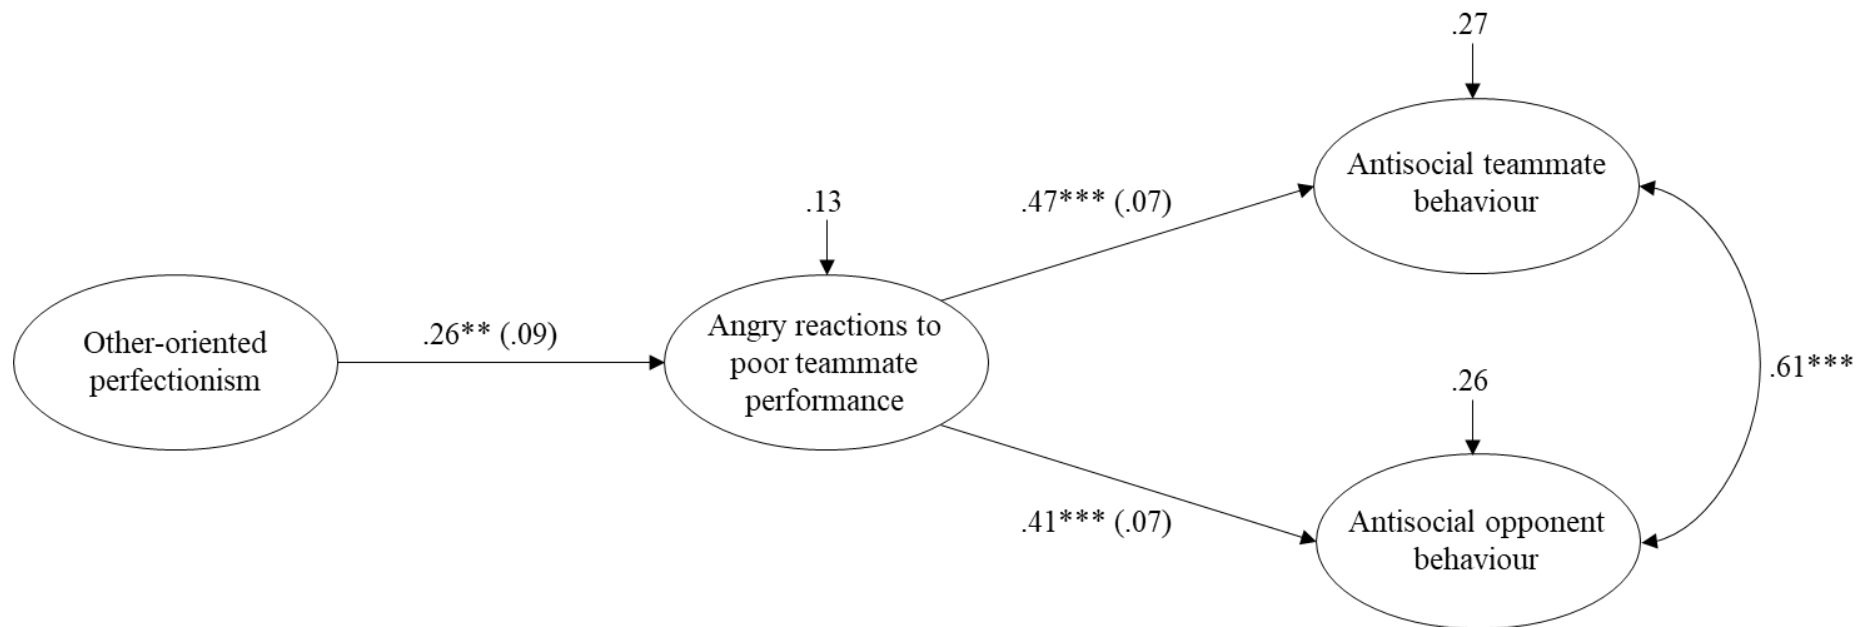 .27
Antisocial teammate
behaviour
.47*** (.07)
.13
Other-oriented
perfectionism
.26** (.09)
Angry reactions to
poor teammate
performance
.61***
.26
.41*** (.07)
Antisocial opponent
behaviour